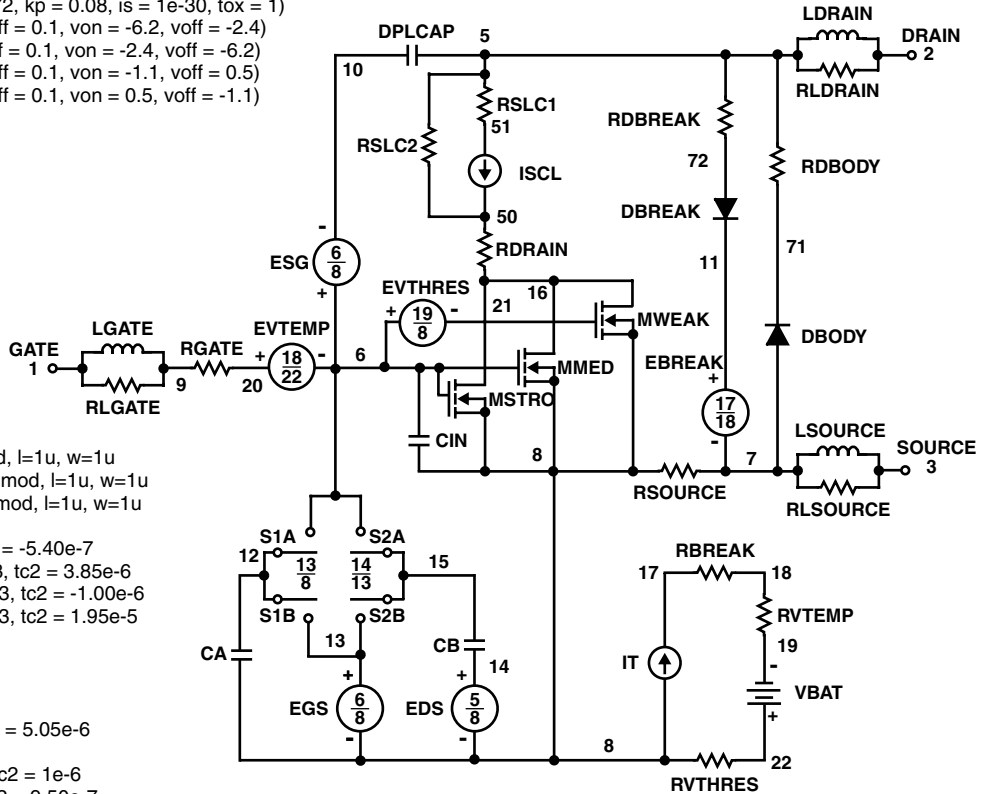 72, kp = 0.08, is = 1e-30, tox = 1)
ff = 0.1, von = -6.2, voff = -2.4)
f = 0.1, von = -2.4, voff = -6.2)
ff = 0.1, von = -1.1, voff = 0.5)
ff = 0.1, von = 0.5, voff = -1.1)
d, l=1u, w=1u
mod, l=1u, w=1u
mod, l=1u, w=1u
= -5.40e-7
3, tc2 = 3.85e-6
3, tc2 = -1.00e-6
3, tc2 = 1.95e-5
= 5.05e-6
c2 = 1e-6
LDRAIN
DPLCAP 5 DRAIN
10 2
RLDRAIN
RSLC1
51
RSLC2
ISCL
RDBREAK
72
RDBODY
DBREAK
50
RDRAIN
71
11
- ESG 6 8 +
EVTHRES
+ 19 8 -
16
21
MWEAK
LGATE
GATE
1
RLGATE
9
RGATE
20
EVTEMP
+ 18 22 -
6
MMED
MSTRO
CIN
DBODY
EBREAK
+ 17 18 -
8
RSOURCE
7
LSOURCE
SOURCE
3
RLSOURCE
S1A S2A
12 13 8 14 13 15
S1B S2B
13
CA
CB
14
+ EGS 6 8 -
+ EDS 5 8 -
8
RBREAK
17 18
RVTEMP
19
IT
- VBAT +
22
RVTHRES